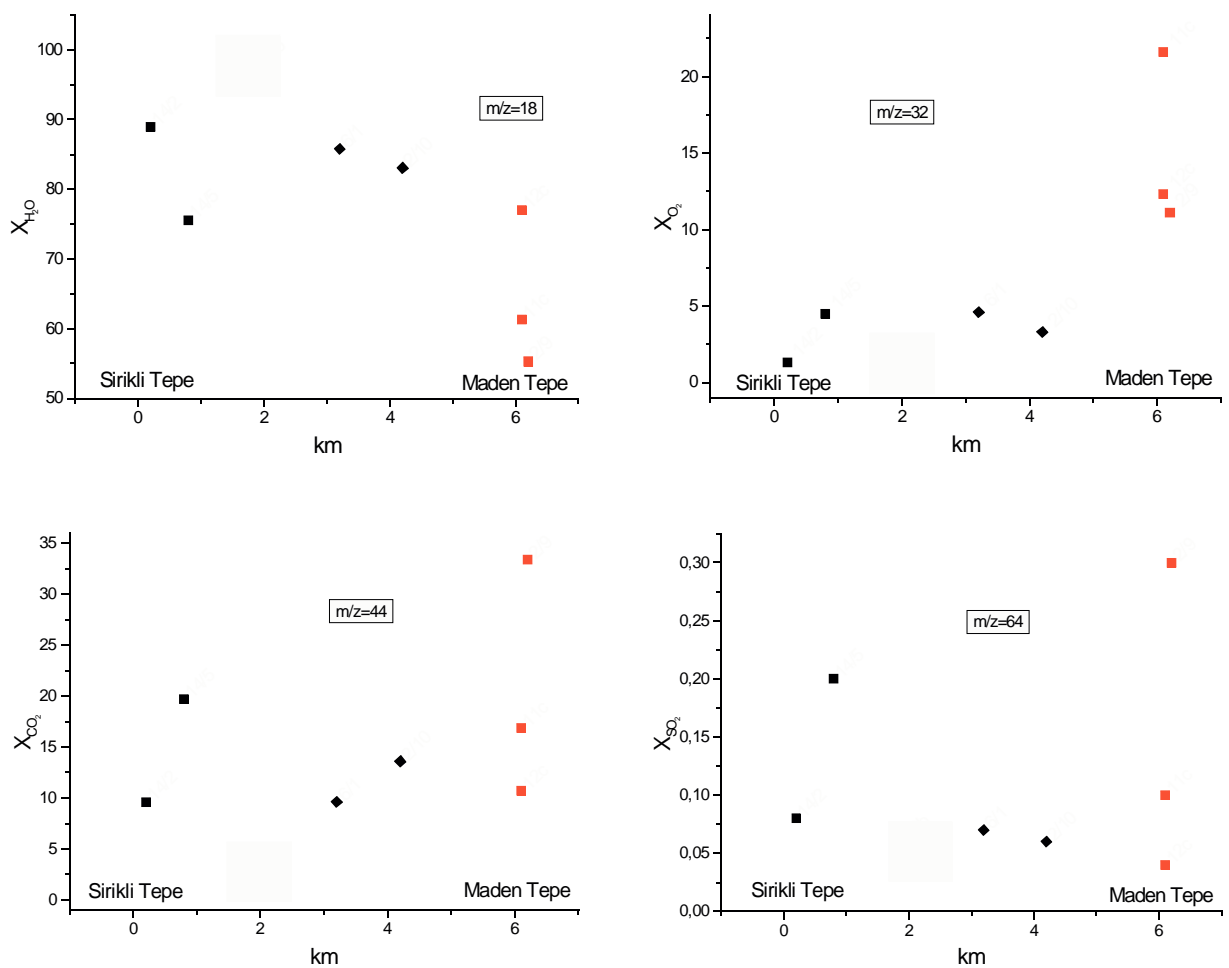 100
90
80
70
60
50
X_H₂O
m/z=18
Sirikli Tepe
Maden Tepe
0
2
4
6
km
20
15
10
5
0
X_O₂
m/z=32
Sirikli Tepe
Maden Tepe
0
2
4
6
km
35
30
25
20
15
10
5
0
X_CO₂
m/z=44
Sirikli Tepe
Maden Tepe
0
2
4
6
km
0,30
0,25
0,20
0,15
0,10
0,05
0,00
X_SO₂
m/z=64
Sirikli Tepe
Maden Tepe
0
2
4
6
km